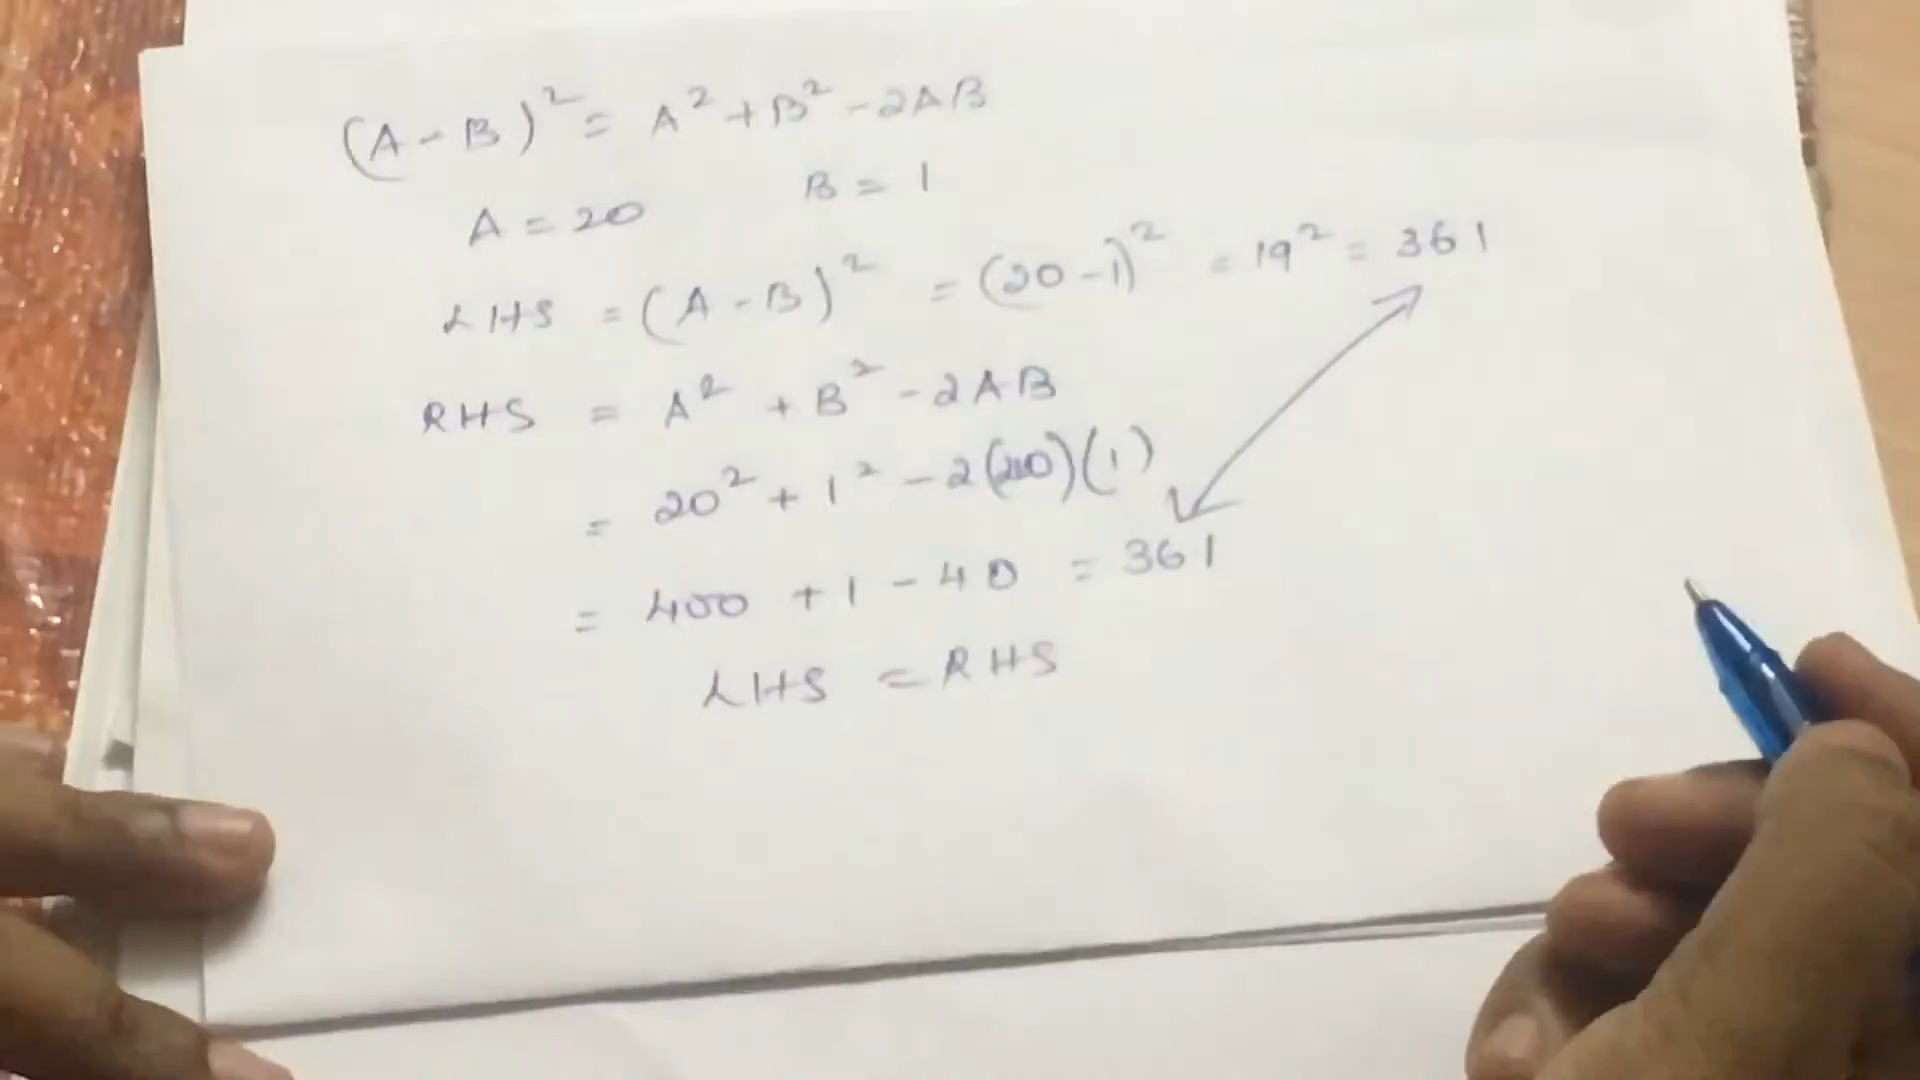 (A - B)² = A² + B² - 2AB
A = 20 B = 1
LHS = (A - B)² = (20 - 1)² = 19² = 361
RHS = A² + B² - 2AB
= 20² + 1² - 2(20)(1)
= 400 + 1 - 40 = 361
LHS = RHS